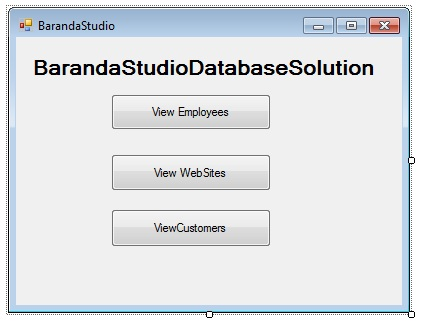 BarandaStudio
BarandaStudioDatabaseSolution
View Employees
View WebSites
ViewCustomers